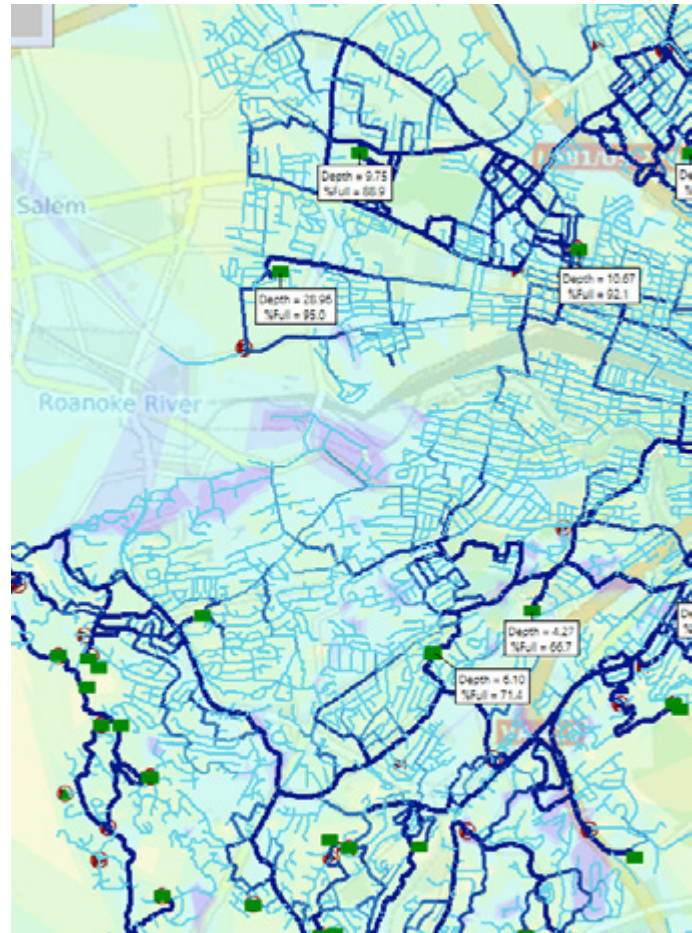 Depth = 9.75
%Full = 88.9
Salem
Depth = 10.67
%Full = 92.1
Depth = 28.96
%Full = 95.0
Roanoke River
Depth = 4.27
%Full = 66.7
Depth = 6.10
%Full = 71.4